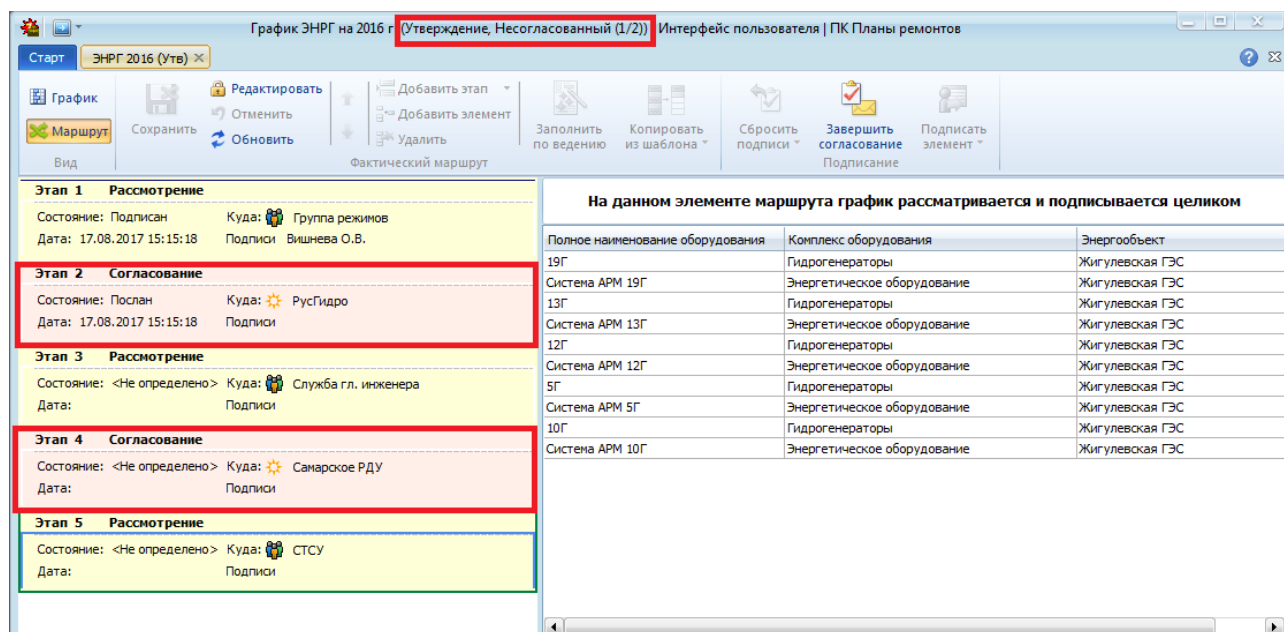 График ЭНРГ на 2016 г (Утверждение, Несогласованный (1/2)) Интерфейс пользователя | ПК Планы ремонтов
Старт ЭНРГ 2016 (Утв)
График
Маршрут
Вид
Сохранить
Редактировать
Отменить
Обновить
Добавить этап
Добавить элемент
Удалить
Фактический маршрут
Заполнить по ведению
Копировать из шаблона
Сбросить подписи
Завершить согласование
Подписать элемент
Подписание
Этап 1 Рассмотрение
Состояние: Подписан Куда: Группа режимов
Дата: 17.08.2017 15:15:18 Подписи Вишнева О.В.
Этап 2 Согласование
Состояние: Послан Куда: РусГидро
Дата: 17.08.2017 15:15:18 Подписи
Этап 3 Рассмотрение
Состояние: <Не определено> Куда: Служба гл. инженера
Дата: Подписи
Этап 4 Согласование
Состояние: <Не определено> Куда: Самарское РДУ
Дата: Подписи
Этап 5 Рассмотрение
Состояние: <Не определено> Куда: СТСУ
Дата: Подписи
На данном элементе маршрута график рассматривается и подписывается целиком
Полное наименование оборудования Комплекс оборудования Энергообъект
19Г Гидрогенераторы Жигулевская ГЭС
Система АРМ 19Г Энергетическое оборудование Жигулевская ГЭС
13Г Гидрогенераторы Жигулевская ГЭС
Система АРМ 13Г Энергетическое оборудование Жигулевская ГЭС
12Г Гидрогенераторы Жигулевская ГЭС
Система АРМ 12Г Энергетическое оборудование Жигулевская ГЭС
5Г Гидрогенераторы Жигулевская ГЭС
Система АРМ 5Г Энергетическое оборудование Жигулевская ГЭС
10Г Гидрогенераторы Жигулевская ГЭС
Система АРМ 10Г Энергетическое оборудование Жигулевская ГЭС